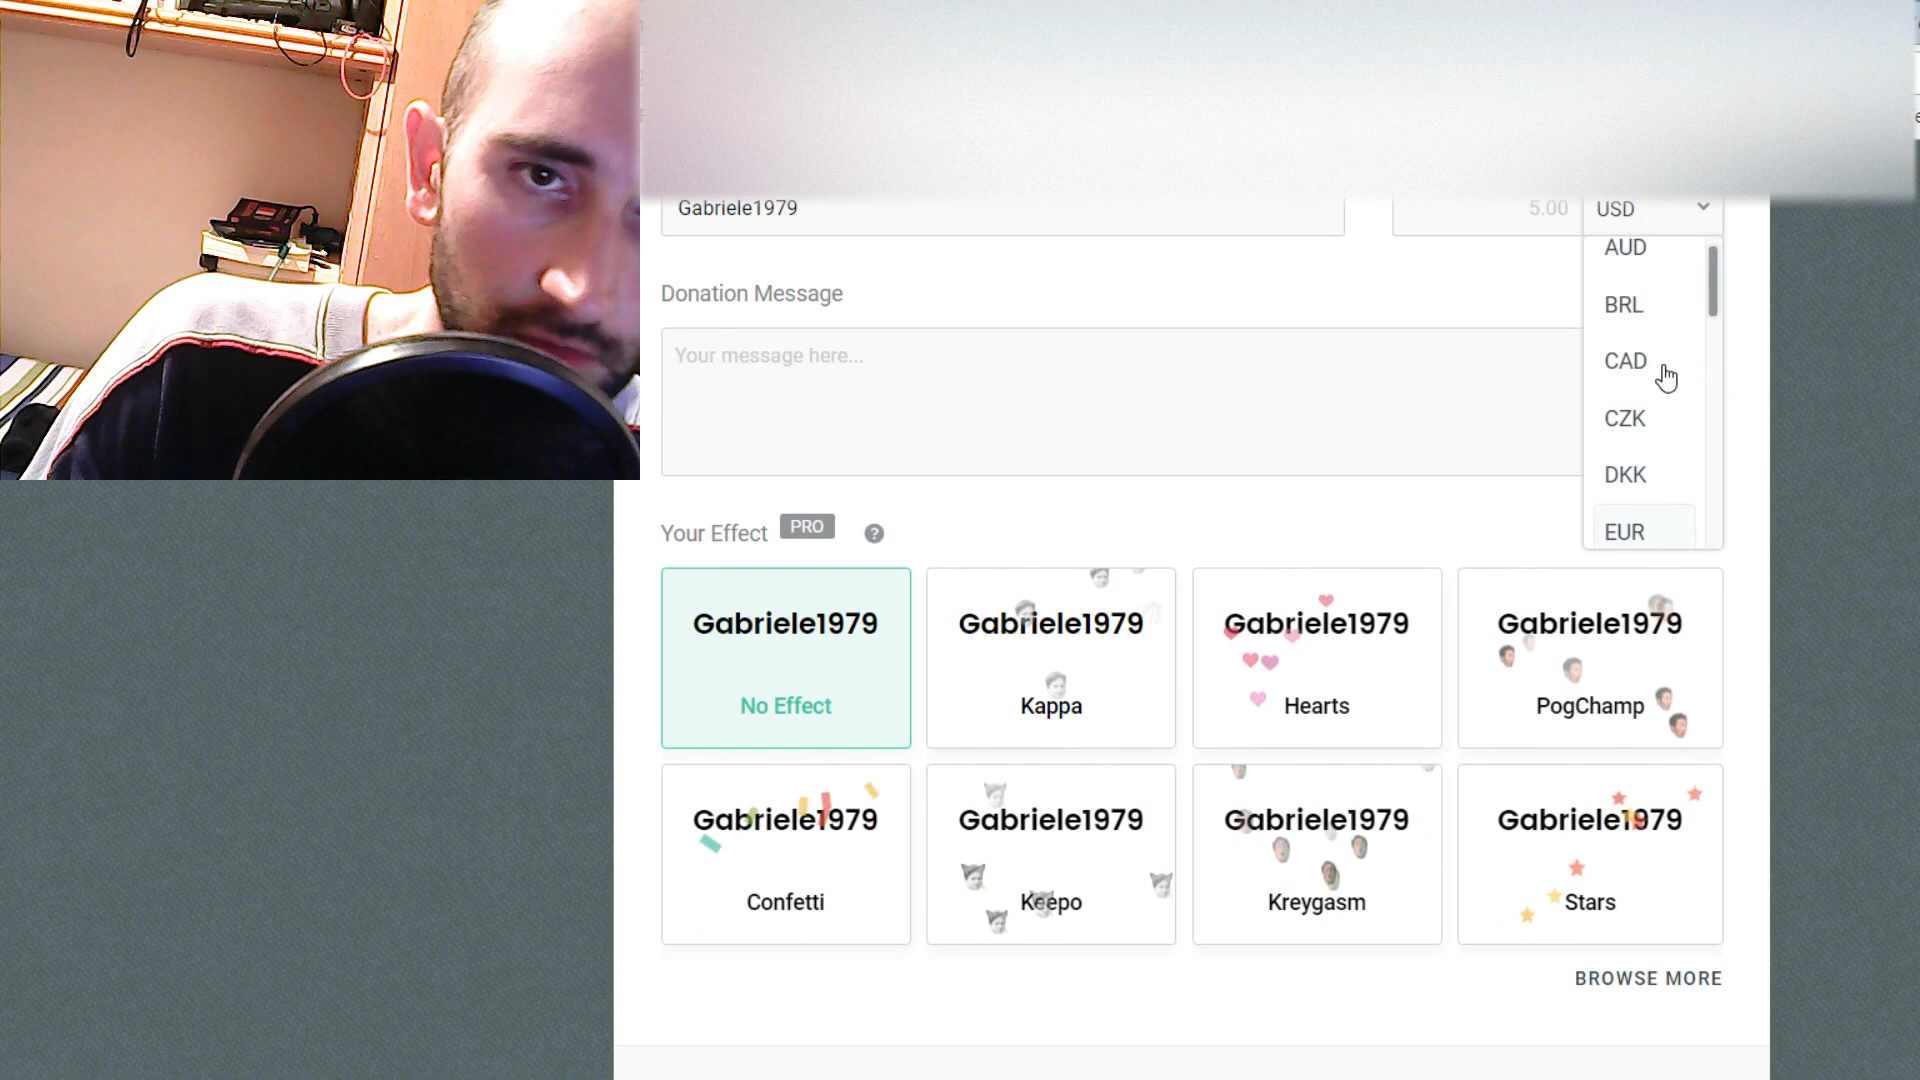 Gabriele1979
5.00
USD
AUD
BRL
CAD
CZK
DKK
EUR
Donation Message
Your message here...
Your Effect
PRO
?
Gabriele1979
No Effect
Gabriele1979
Kappa
Gabriele1979
Hearts
Gabriele1979
PogChamp
Gabriele1979
Confetti
Gabriele1979
Keepo
Gabriele1979
Kreygasm
Gabriele1979
Stars
BROWSE MORE